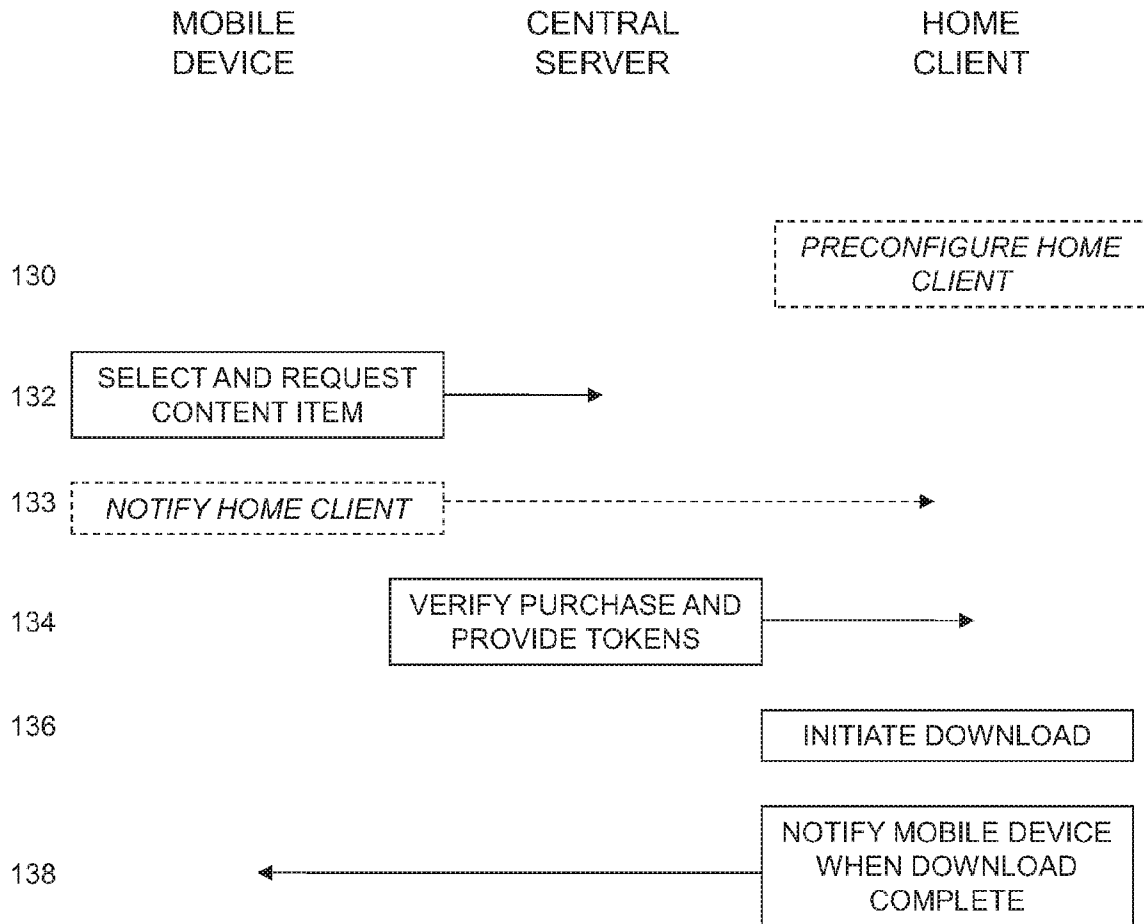 MOBILE
DEVICE
CENTRAL
SERVER
HOME
CLIENT
130
PRECONFIGURE HOME
CLIENT
132
SELECT AND REQUEST
CONTENT ITEM
133
NOTIFY HOME CLIENT
134
VERIFY PURCHASE AND
PROVIDE TOKENS
136
INITIATE DOWNLOAD
138
NOTIFY MOBILE DEVICE
WHEN DOWNLOAD
COMPLETE